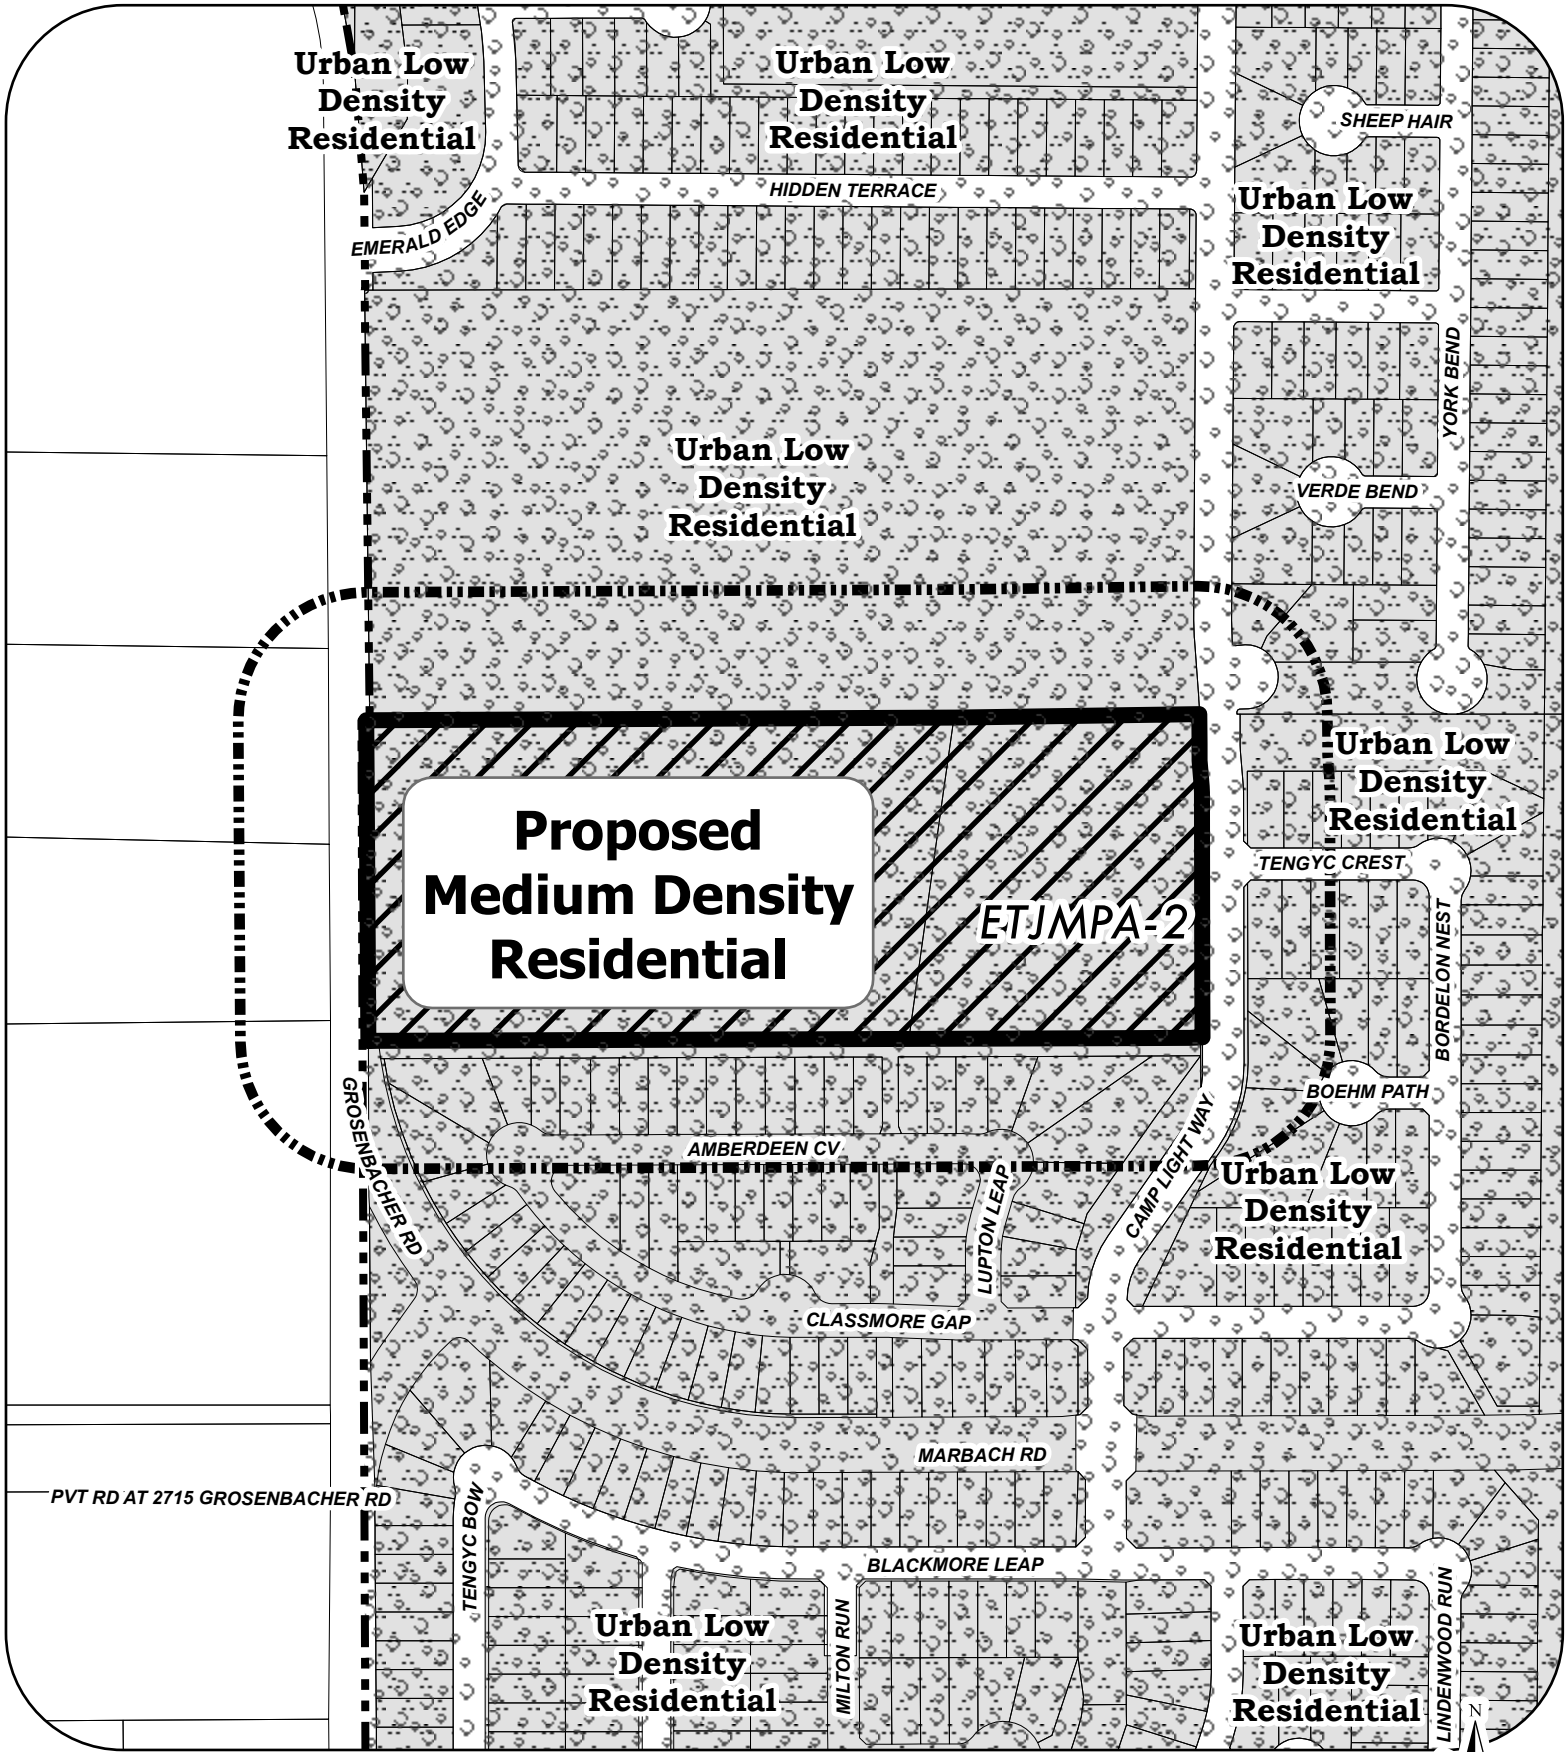 Urban Low
Density
Residential
Urban Low
Density
Residential
SHEEP HAIR
HIDDEN TERRACE
EMERALD EDGE
Urban Low
Density
Residential
YORK BEND
Urban Low
Density
Residential
VERDE BEND
Urban Low
Density
Residential
Proposed
Medium Density
Residential
ETJMPA-2
TENGYC CREST
BORDELON NEST
BOEHM PATH
GROSENBACHER RD
AMBERDEEN CV
CAMP LIGHT WAY
LUPTON LEAP
Urban Low
Density
Residential
CLASSMORE GAP
MARBACH RD
PVT RD AT 2715 GROSENBACHER RD
TENGYC BOW
BLACKMORE LEAP
MILTON RUN
LINDENWOOD RUN
Urban Low
Density
Residential
Urban Low
Density
Residential
N